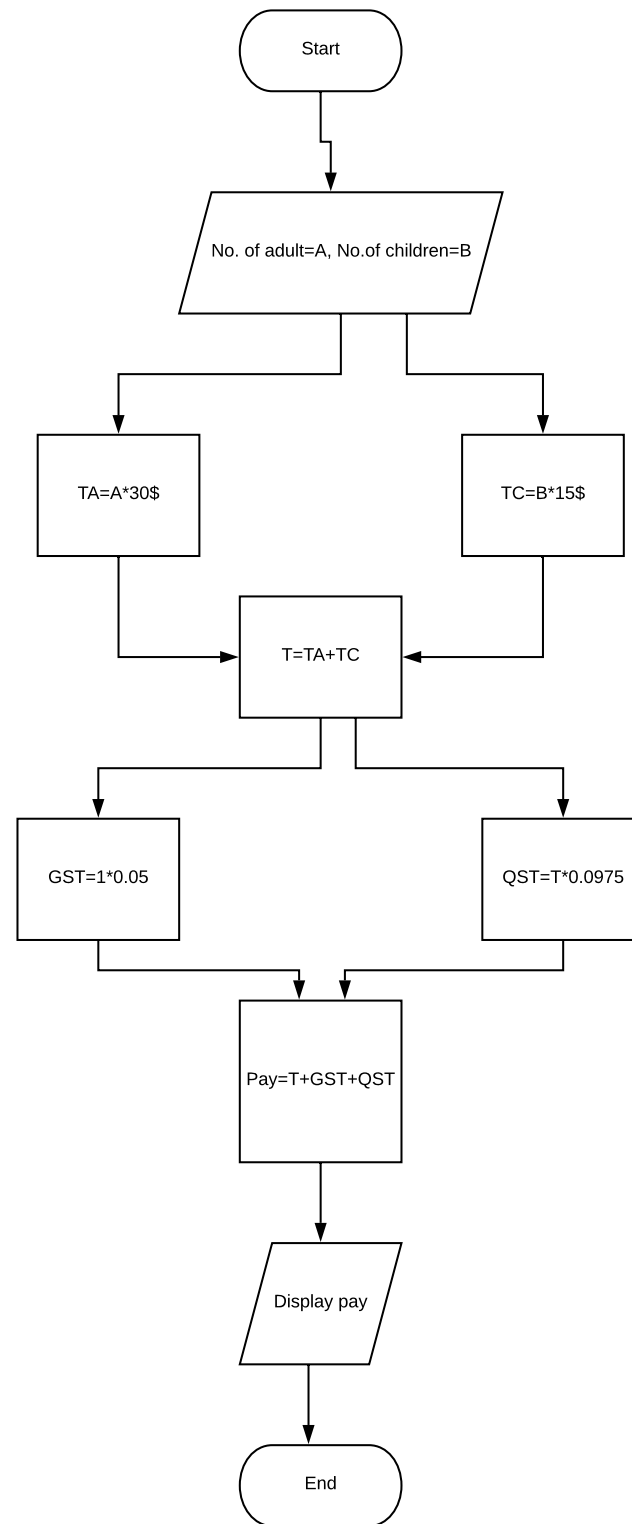 Start
No. of adult=A, No.of children=B
TA=A*30$
TC=B*15$
T=TA+TC
GST=1*0.05
QST=T*0.0975
Pay=T+GST+QST
Display pay
End